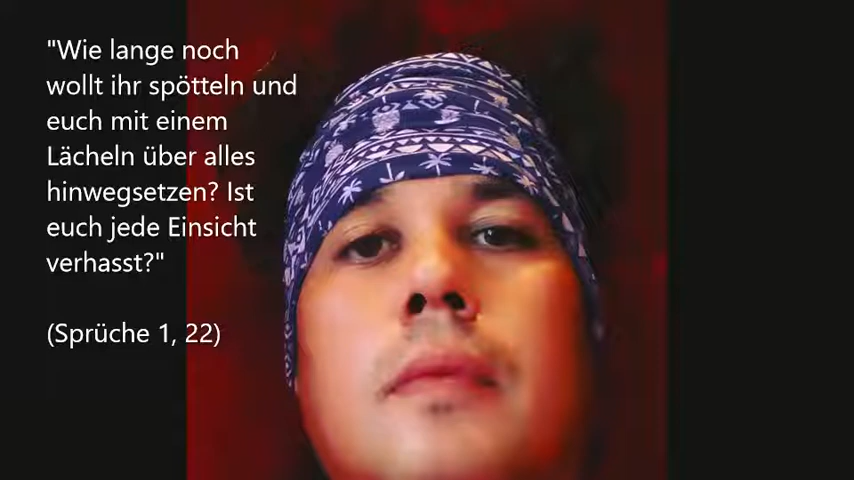 "Wie lange noch
wollt ihr spötteln und
euch mit einem
Lächeln über alles
hinwegsetzen? Ist
euch jede Einsicht
verhasst?"
(Sprüche 1, 22)